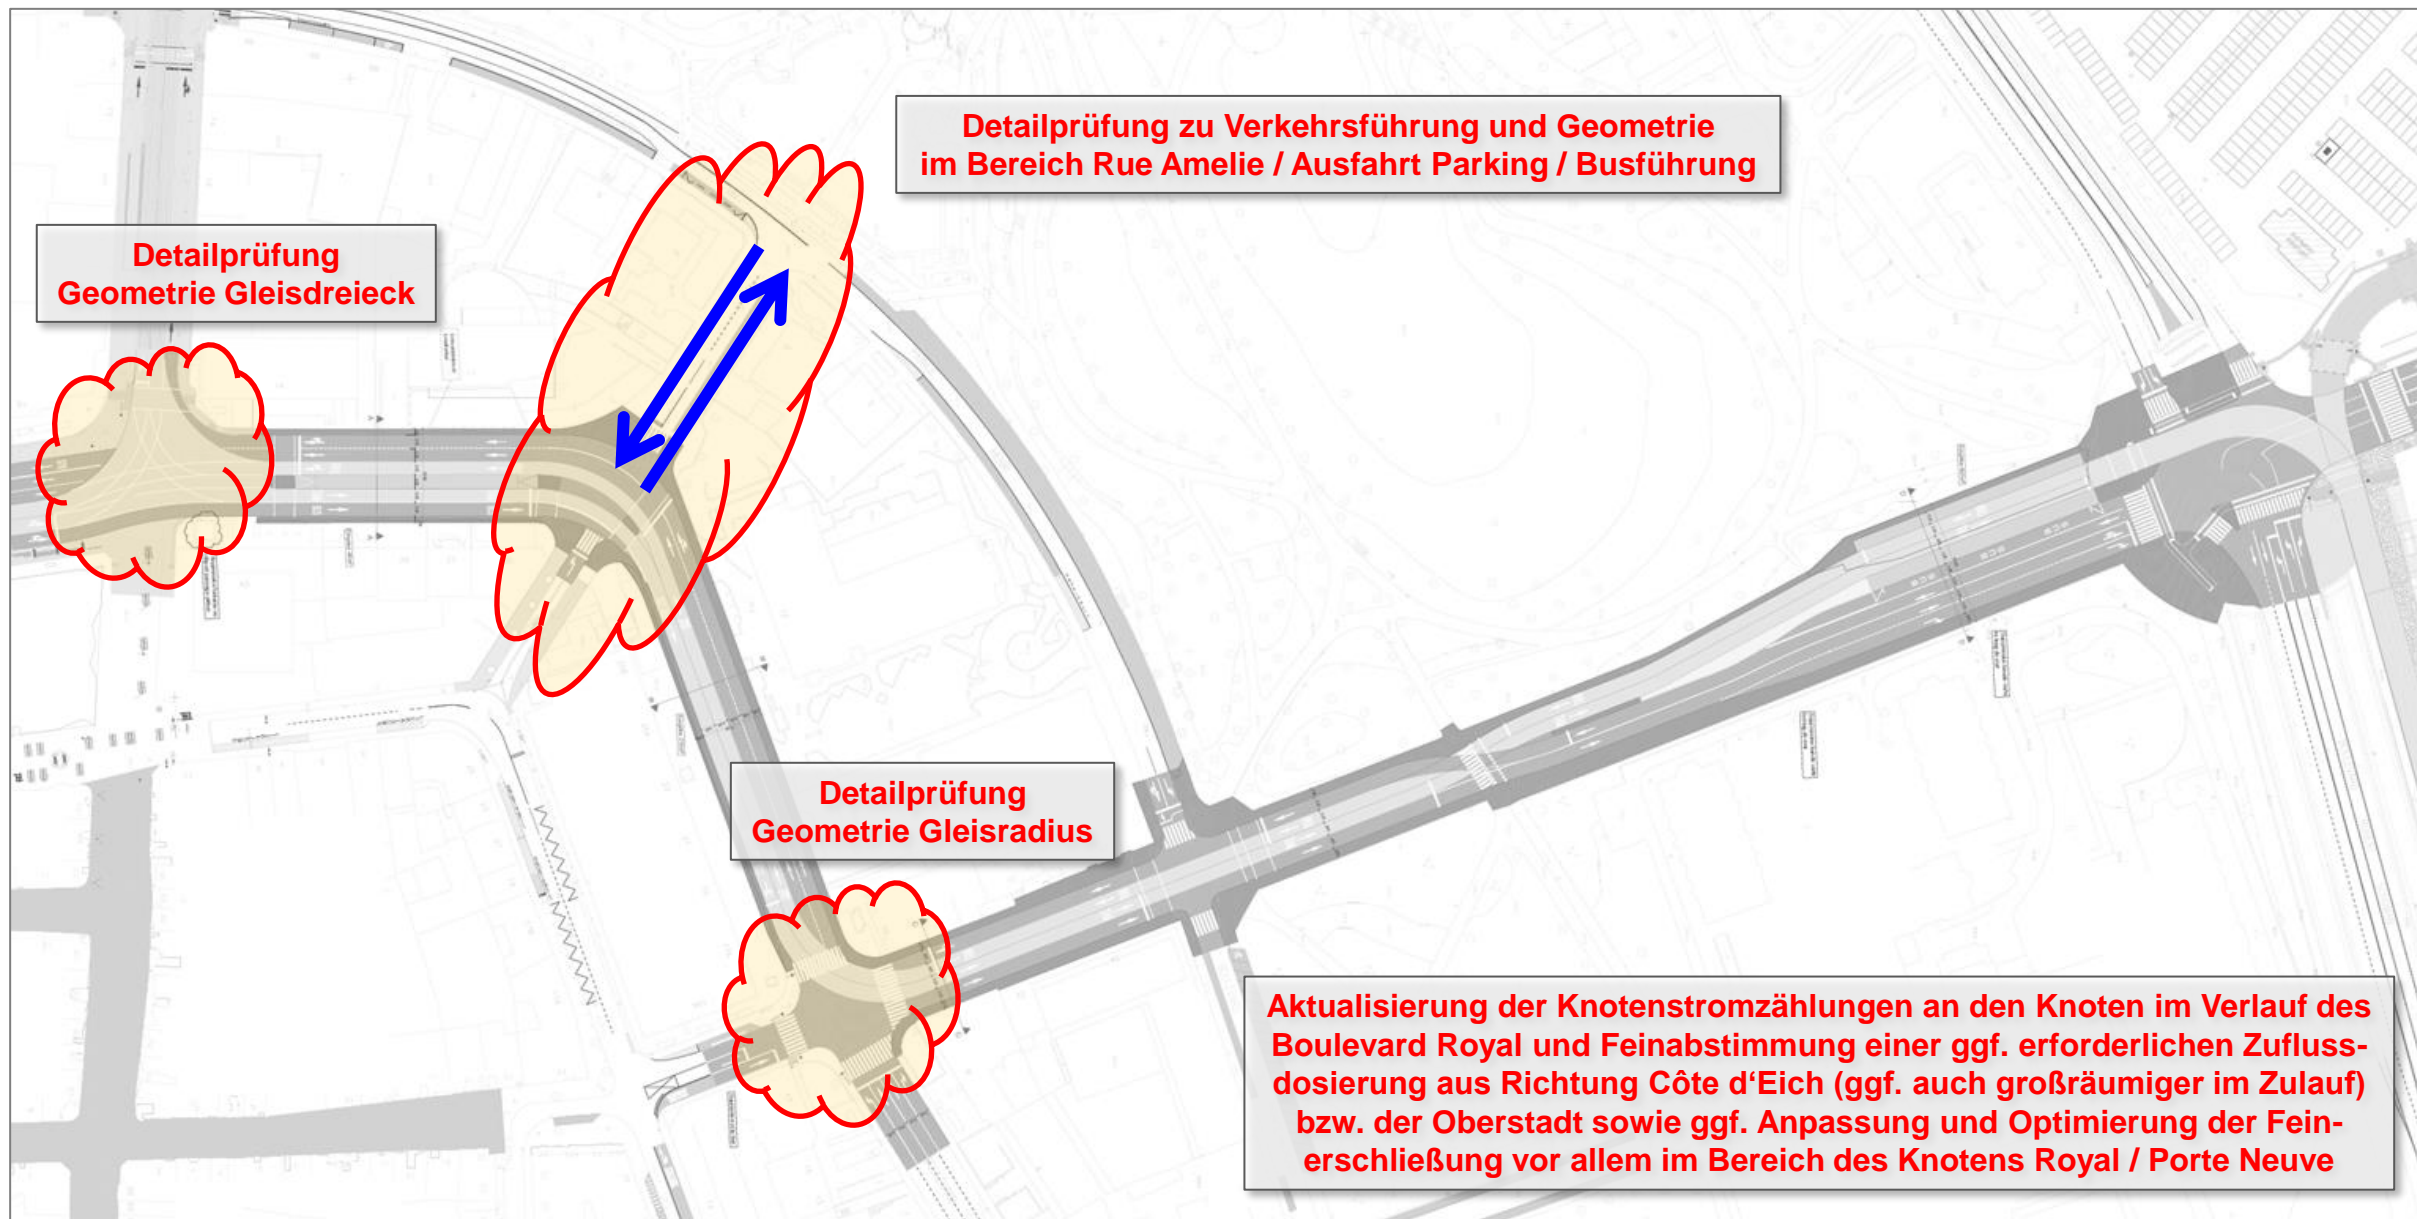 Detailprüfung zu Verkehrsführung und Geometrie
im Bereich Rue Amelie / Ausfahrt Parking / Busführung
Detailprüfung
Geometrie Gleisdreieck
Detailprüfung
Geometrie Gleisradius
Aktualisierung der Knotenstromzählungen an den Knoten im Verlauf des
Boulevard Royal und Feinabstimmung einer ggf. erforderlichen Zufluss-
dosierung aus Richtung Côte d‘Eich (ggf. auch großräumiger im Zulauf)
bzw. der Oberstadt sowie ggf. Anpassung und Optimierung der Fein-
erschließung vor allem im Bereich des Knotens Royal / Porte Neuve